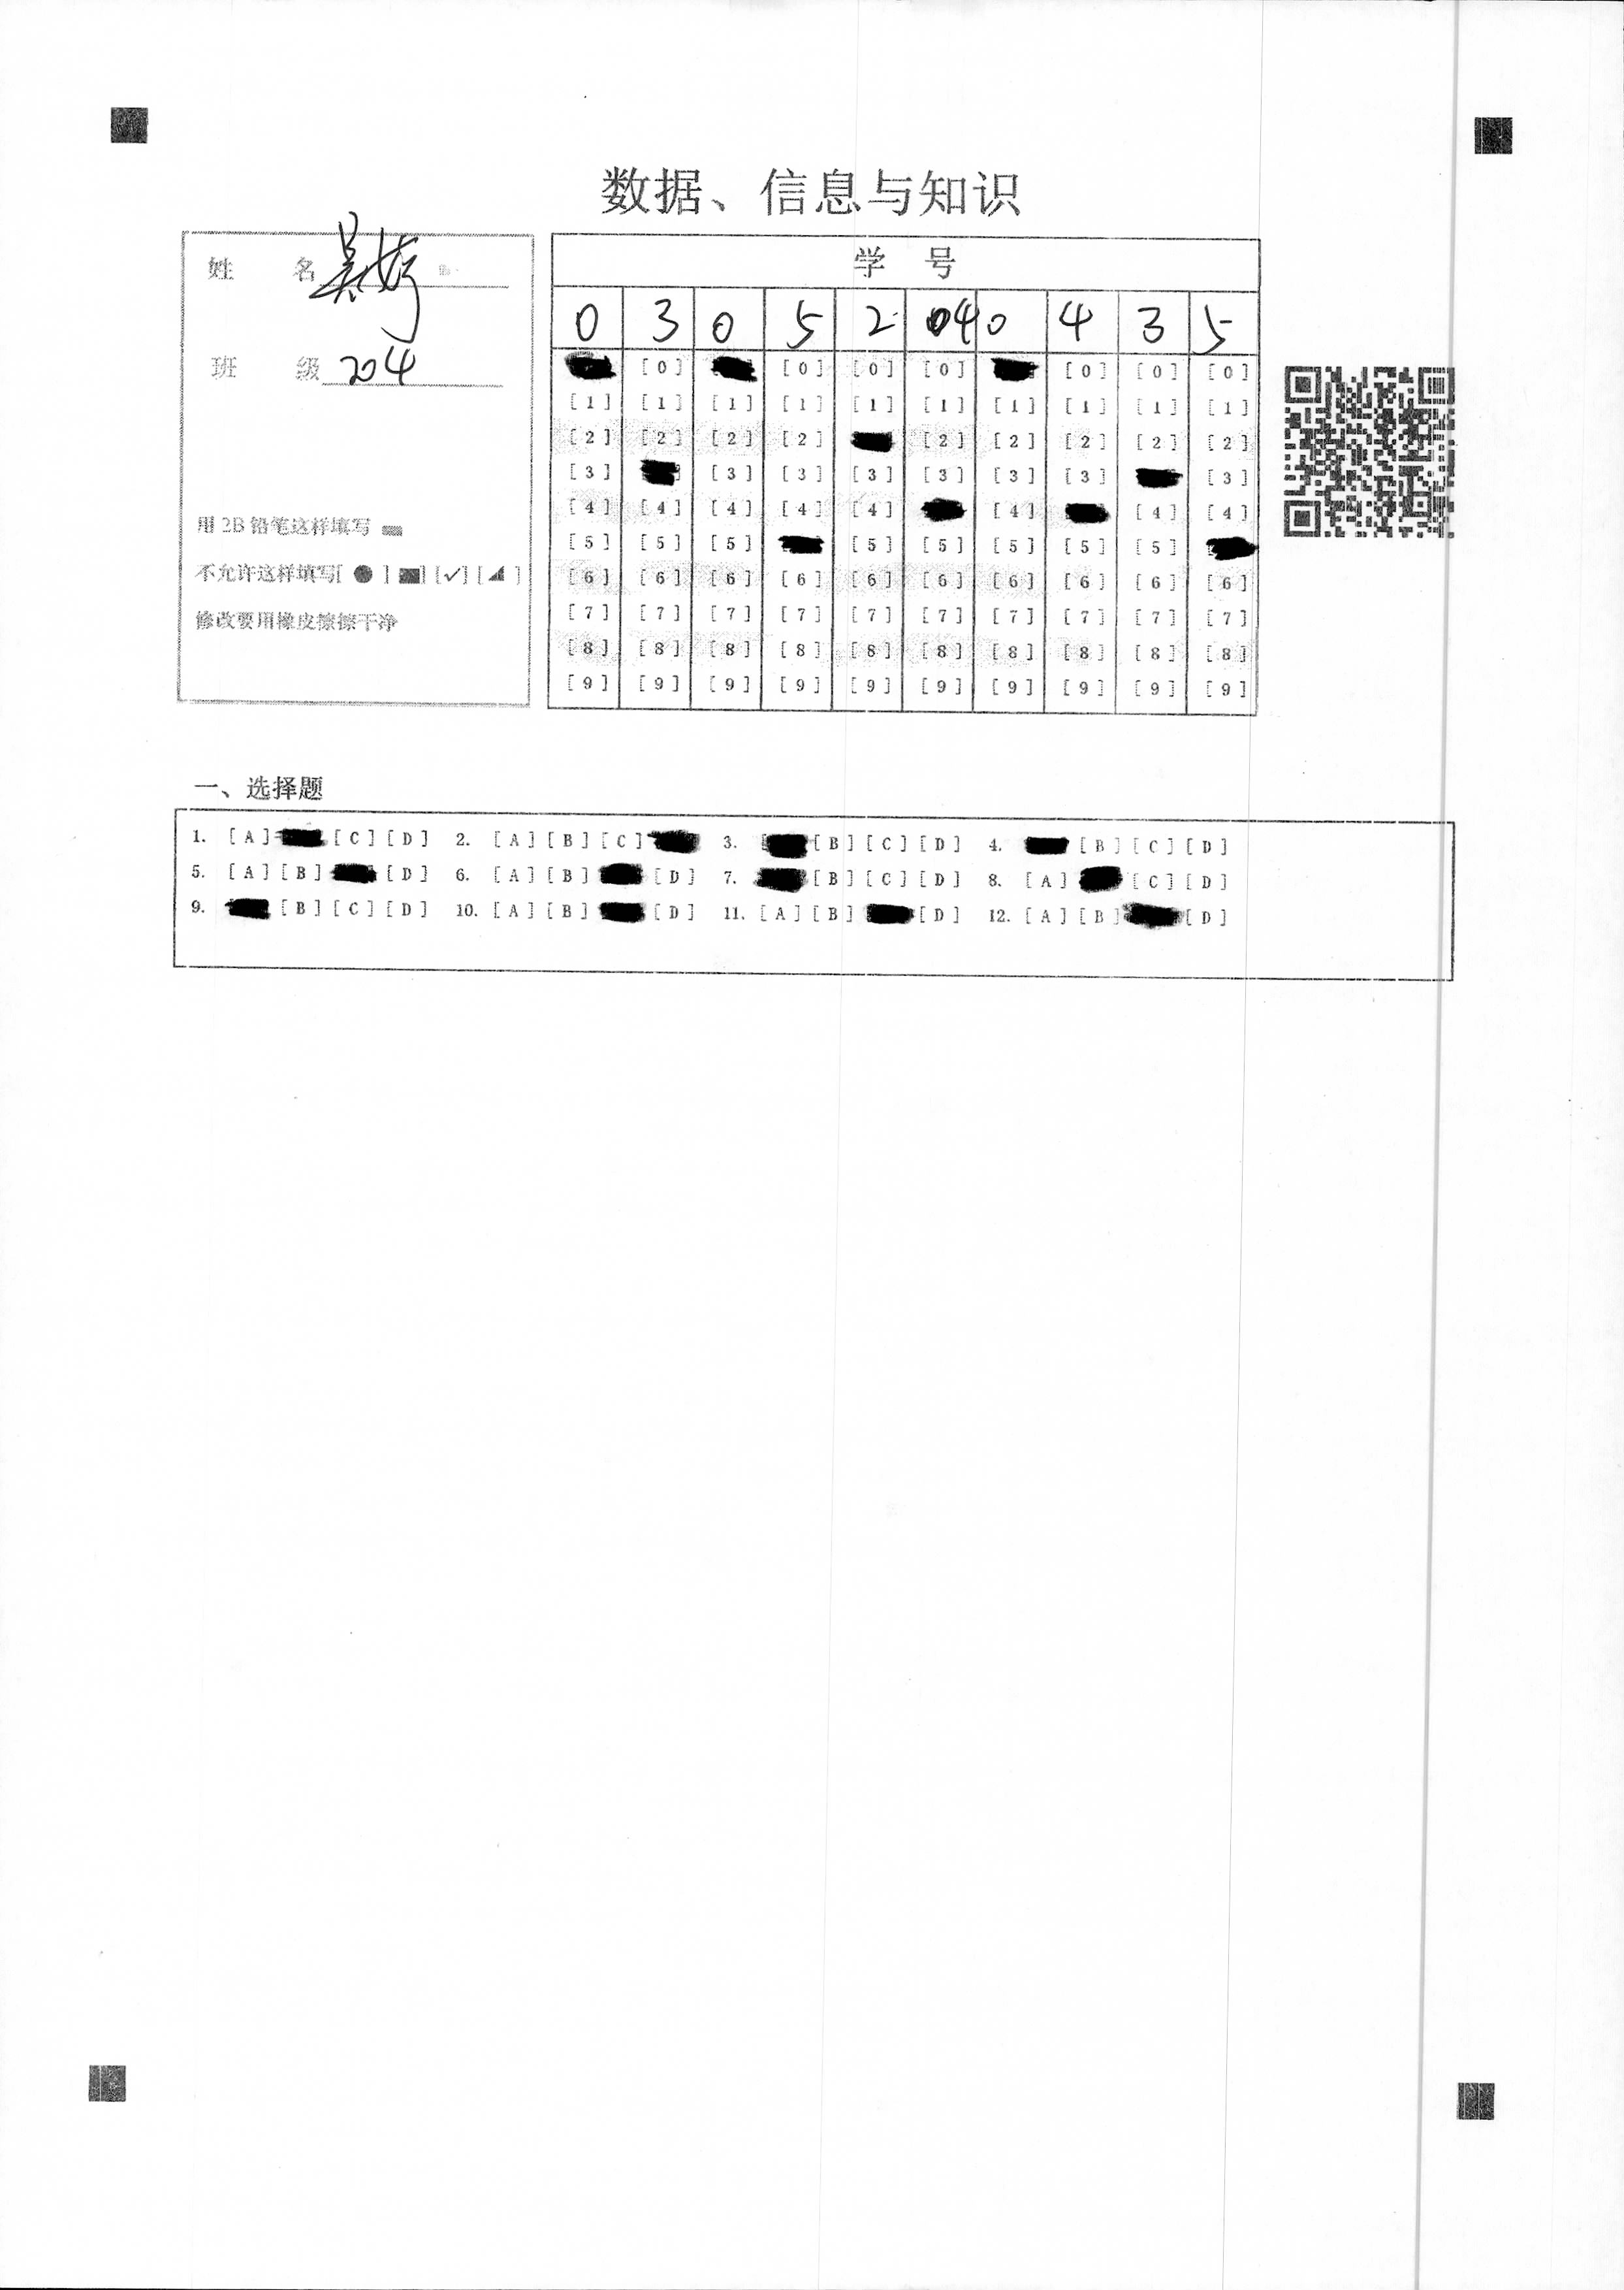 数据、信息与知识
姓 名 吴
班 级 204
用2B铅笔这样填写
不允许这样填写[ ● ] [■] [✓] [◢ ]
修改要用橡皮擦擦干净
学 号
0 3 0 5 2 04 0 4 3 5
[0] [0] [0] [0] [0] [0] [0]
[1] [1] [1] [1] [1] [1] [1] [1] [1] [1]
[2] [2] [2] [2] [2] [2] [2] [2] [2]
[3] [3] [3] [3] [3] [3] [3] [3]
[4] [4] [4] [4] [4] [4] [4] [4]
[5] [5] [5] [5] [5] [5] [5] [5]
[6] [6] [6] [6] [6] [6] [6] [6] [6] [6]
[7] [7] [7] [7] [7] [7] [7] [7] [7] [7]
[8] [8] [8] [8] [8] [8] [8] [8] [8] [8]
[9] [9] [9] [9] [9] [9] [9] [9] [9] [9]
一、选择题
1. [A] [C] [D] 2. [A] [B] [C] 3. [B] [C] [D] 4. [B] [C] [D]
5. [A] [B] [D] 6. [A] [B] [D] 7. [B] [C] [D] 8. [A] [C] [D]
9. [B] [C] [D] 10. [A] [B] [D] 11. [A] [B] [D] 12. [A] [B] [D]